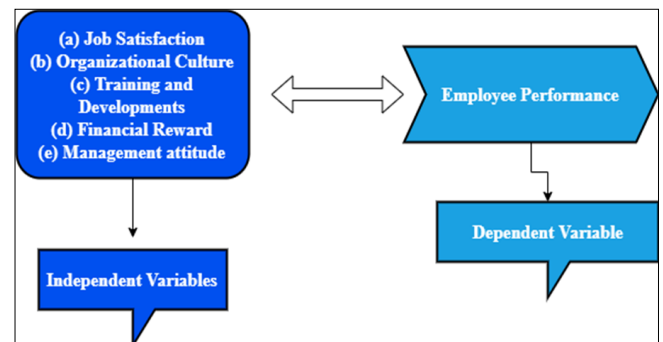 (a) Job Satisfaction
(b) Organizational Culture
(c) Training and
Developments
(d) Financial Reward
(e) Management attitude
Employee Performance
Independent Variables
Dependent Variable